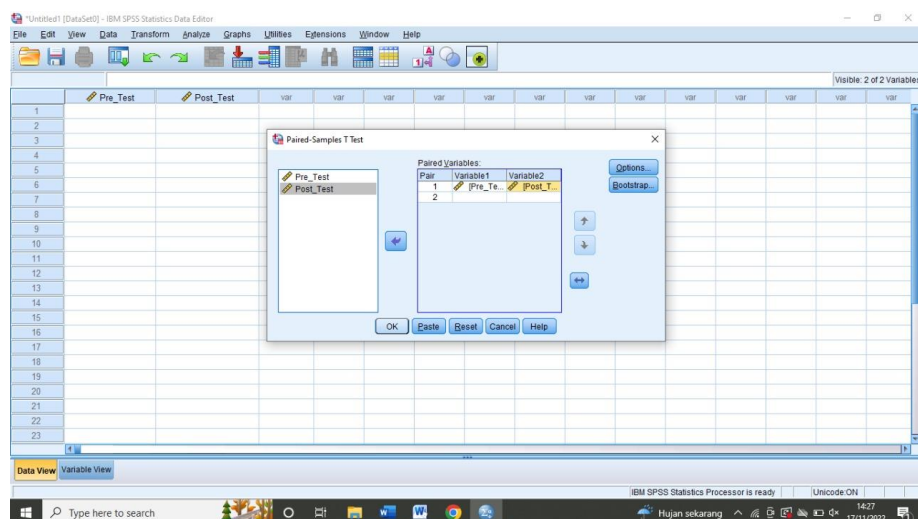 *Untitled1 [DataSet0] - IBM SPSS Statistics Data Editor
File Edit View Data Transform Analyze Graphs Utilities Extensions Window Help
Visible: 2 of 2 Variables
Pre_Test Post_Test var var var var var var var var var var var var var
1
2
3
4
5
6
7
8
9
10
11
12
13
14
15
16
17
18
19
20
21
22
23
Paired-Samples T Test
Pre_Test
Post_Test
Paired Variables:
Pair Variable1 Variable2
1 [Pre_Te... [Post_T...
2
Options...
Bootstrap...
OK Paste Reset Cancel Help
Data View Variable View
IBM SPSS Statistics Processor is ready Unicode:ON
Type here to search
Hujan sekarang
14:27
17/11/2022